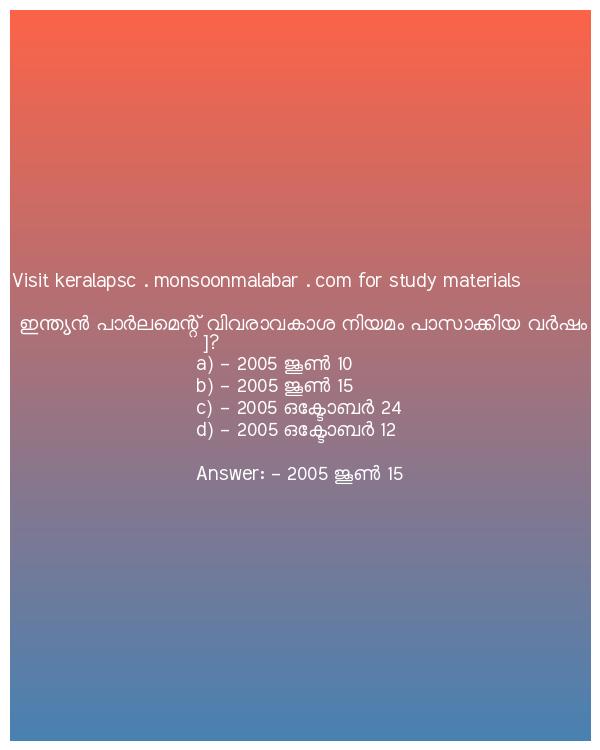 Visit keralapsc . monsoonmalabar . com for study materials
ഇന്ത്യൻ പാർലമെന്റ് വിവരാവകാശ നിയമം പാസാക്കിയ വർഷം
]?
a) – 2005 ജൂൺ 10
b) – 2005 ജൂൺ 15
c) – 2005 ഒക്ടോബർ 24
d) – 2005 ഒക്ടോബർ 12
Answer: – 2005 ജൂൺ 15